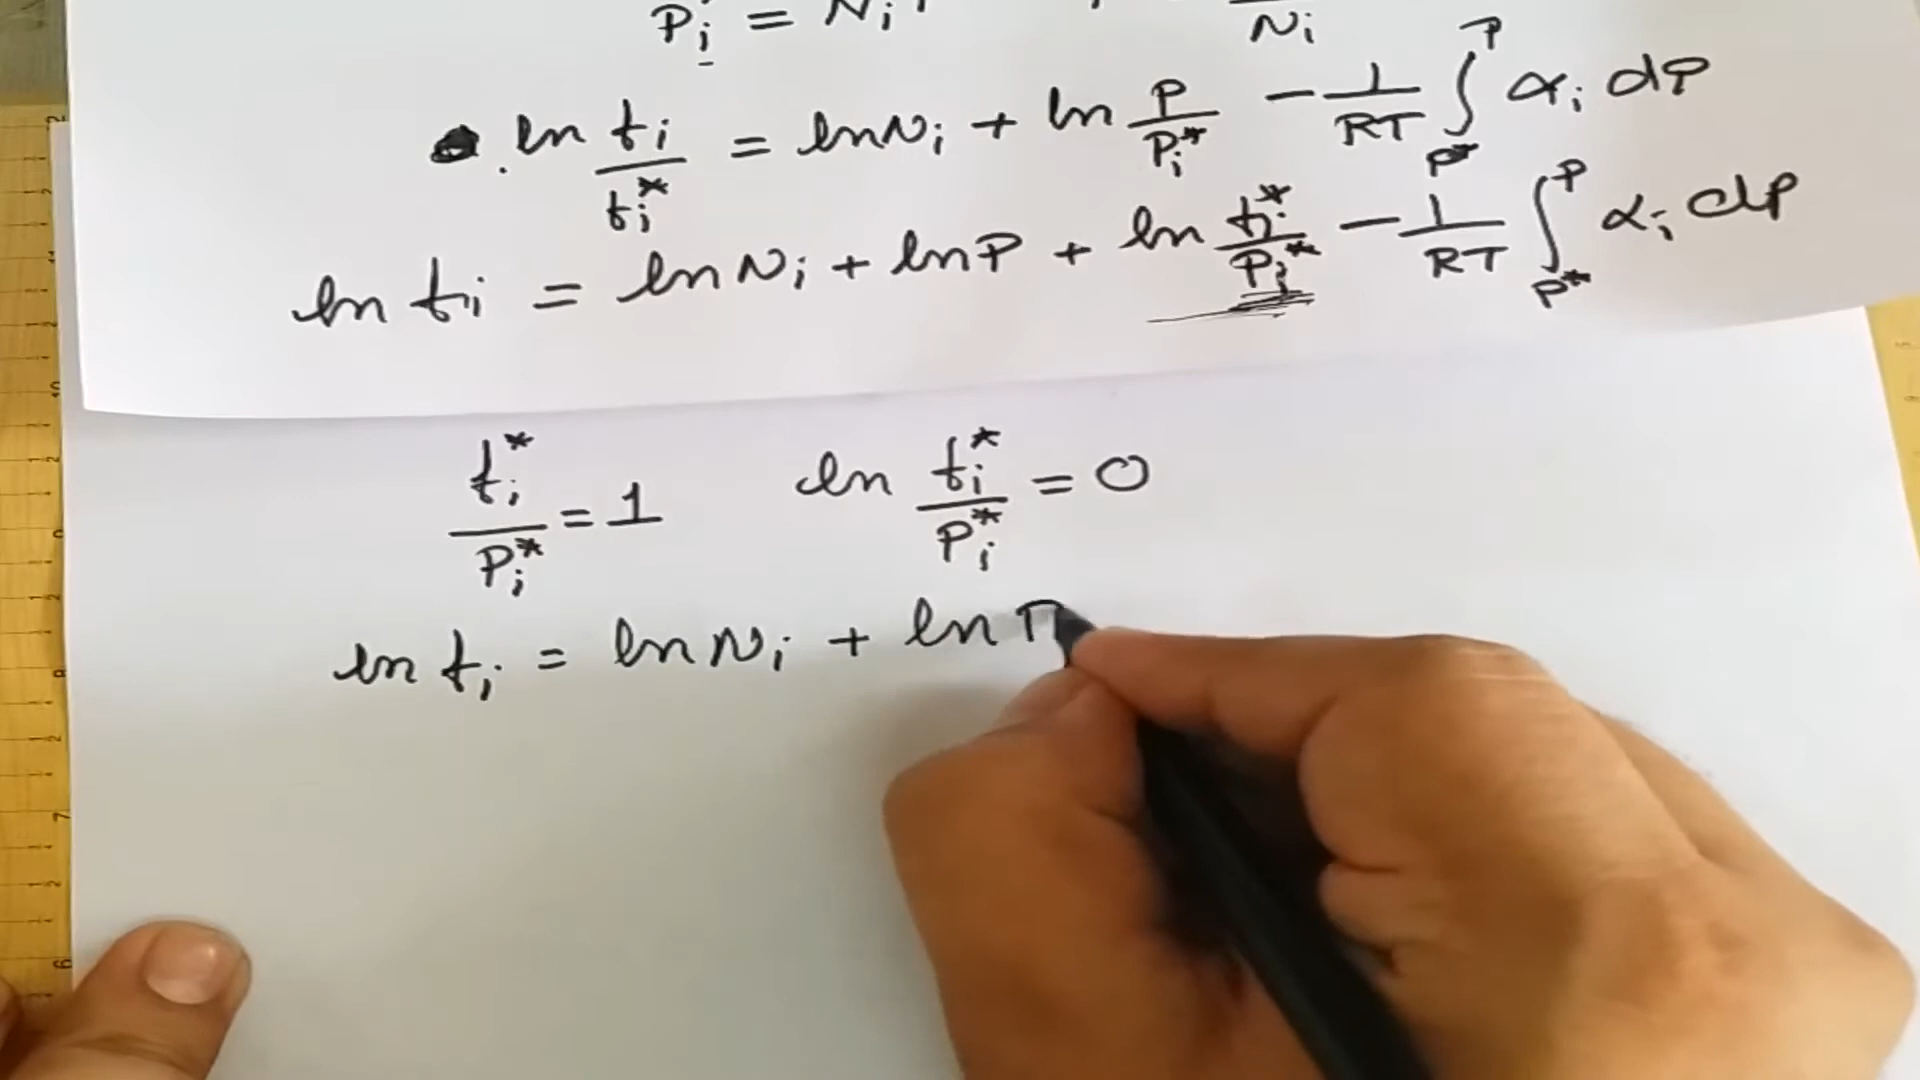 Pi = Ni Ni
ln fi/fi* = ln Ni + ln P/Pi* - 1/RT ∫P*^P αi dP
ln fi = ln Ni + ln P + ln fi*/Pi* - 1/RT ∫P*^P αi dP
fi*/Pi* = 1 ln fi*/Pi* = 0
ln fi = ln Ni + ln